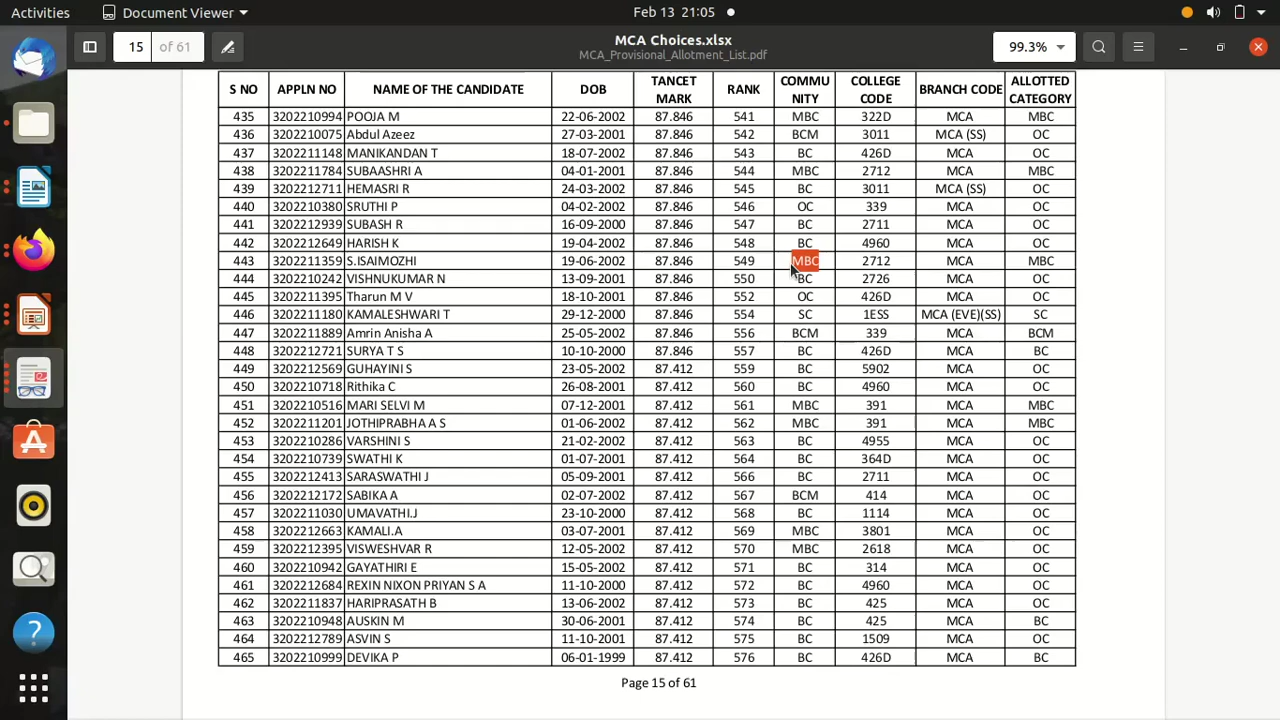 Activities Document Viewer Feb 13 21:05
15 of 61 MCA Choices.xlsx 99.3%
MCA_Provisional_Allotment_List.pdf
S NO APPLN NO NAME OF THE CANDIDATE DOB TANCET MARK RANK COMMU NITY COLLEGE CODE BRANCH CODE ALLOTTED CATEGORY
435 3202210994 POOJA M 22-06-2002 87.846 541 MBC 322D MCA MBC
436 3202210075 Abdul Azeez 27-03-2001 87.846 542 BCM 3011 MCA (SS) OC
437 3202211148 MANIKANDAN T 18-07-2002 87.846 543 BC 426D MCA OC
438 3202211784 SUBAASHRI A 04-01-2001 87.846 544 MBC 2712 MCA MBC
439 3202212711 HEMASRI R 24-03-2002 87.846 545 BC 3011 MCA (SS) OC
440 3202210380 SRUTHI P 04-02-2002 87.846 546 OC 339 MCA OC
441 3202212939 SUBASH R 16-09-2000 87.846 547 BC 2711 MCA OC
442 3202212649 HARISH K 19-04-2002 87.846 548 BC 4960 MCA OC
443 3202211359 S.ISAIMOZHI 19-06-2002 87.846 549 MBC 2712 MCA OC
444 3202210242 VISHNUKUMAR N 13-09-2001 87.846 550 BC 2726 MCA OC
445 3202211395 Tharun M V 18-10-2001 87.846 552 OC 426D MCA OC
446 3202211180 KAMALESHWARI T 29-12-2000 87.846 554 SC 1ESS MCA (EVE)(SS) SC
447 3202211889 Amrin Anisha A 25-05-2002 87.846 556 BCM 339 MCA BCM
448 3202212721 SURYA T S 10-10-2000 87.846 557 BC 426D MCA BC
449 3202212569 GUHAYINI S 23-05-2002 87.412 559 BC 5902 MCA OC
450 3202210718 Rithika C 26-08-2001 87.412 560 BC 4960 MCA OC
451 3202210516 MARI SELVI M 07-12-2001 87.412 561 MBC 391 MCA MBC
452 3202211201 JOTHIPRABHA A S 01-06-2002 87.412 562 MBC 391 MCA MBC
453 3202210286 VARSHINI S 21-02-2002 87.412 563 BC 4955 MCA OC
454 3202210739 SWATHI K 01-07-2001 87.412 564 BC 364D MCA OC
455 3202212413 SARASWATHI J 05-09-2001 87.412 566 BC 2711 MCA OC
456 3202212172 SABIKA A 02-07-2002 87.412 567 BCM 414 MCA OC
457 3202211030 UMAVATHI.J 23-10-2000 87.412 568 BC 1114 MCA OC
458 3202212663 KAMALI.A 03-07-2001 87.412 569 MBC 3801 MCA OC
459 3202212395 VISWESHVAR R 12-05-2002 87.412 570 MBC 2618 MCA OC
460 3202210942 GAYATHIRI E 15-05-2002 87.412 571 BC 314 MCA OC
461 3202212684 REXIN NIXON PRIYAN S A 11-10-2000 87.412 572 BC 4960 MCA OC
462 3202211837 HARIPRASATH B 13-06-2002 87.412 573 BC 425 MCA OC
463 3202210948 AUSKIN M 30-06-2001 87.412 574 BC 425 MCA BC
464 3202212789 ASVIN S 11-10-2001 87.412 575 BC 1509 MCA OC
465 3202210999 DEVIKA P 06-01-1999 87.412 576 BC 426D MCA BC
Page 15 of 61